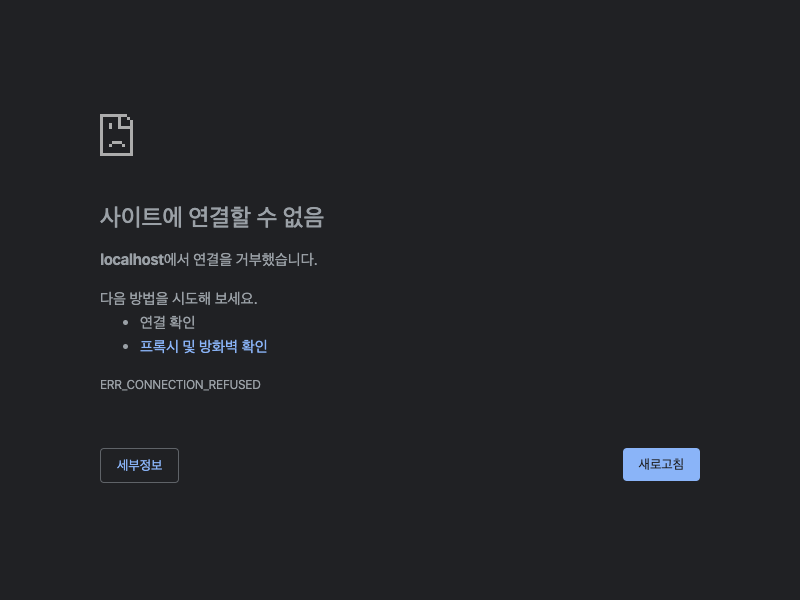 사이트에 연결할 수 없음
localhost에서 연결을 거부했습니다.
다음 방법을 시도해 보세요.
연결 확인
프록시 및 방화벽 확인
ERR_CONNECTION_REFUSED
세부정보
새로고침